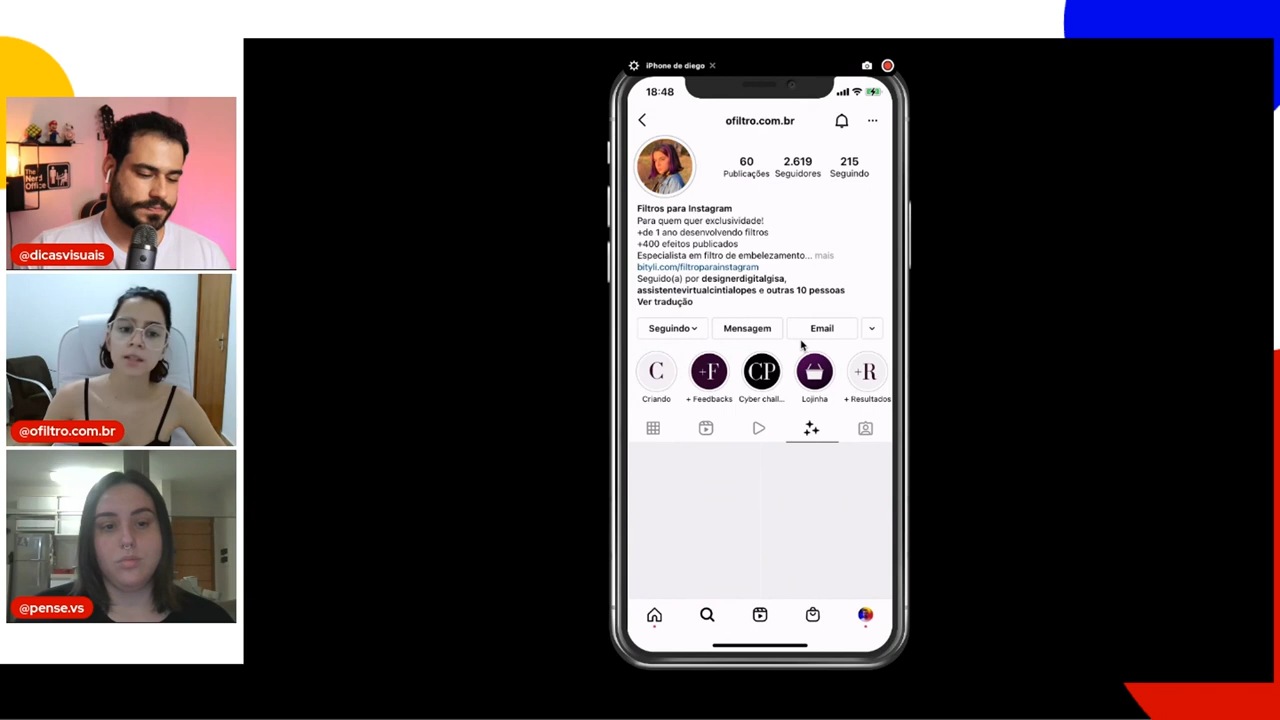 The
Nerd
Office
@dicasvisuais
@ofiltro.com.br
@pense.vs
iPhone de diego ×
18:48
ofiltro.com.br
60 2.619 215
Publicações Seguidores Seguindo
Filtros para Instagram
Para quem quer exclusividade!
+de 1 ano desenvolvendo filtros
+400 efeitos publicados
Especialista em filtro de embelezamento... mais
bityli.com/filtroparainstagram
Seguido(a) por designerdigitalgisa,
assistentevirtualcintialopes e outras 10 pessoas
Ver tradução
Seguindo Mensagem Email
C +F CP +R
Criando + Feedbacks Cyber chall... Lojinha + Resultados